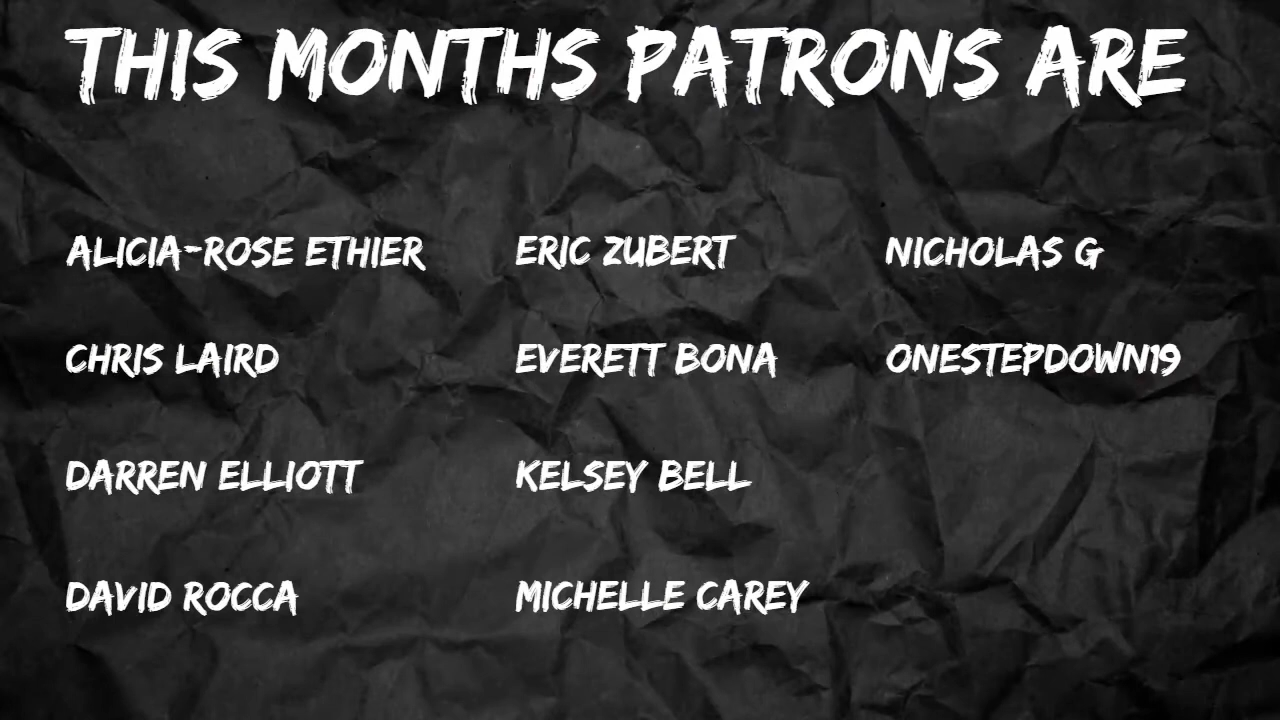 THIS MONTHS PATRONS ARE
ALICIA-ROSE ETHIER
CHRIS LAIRD
DARREN ELLIOTT
DAVID ROCCA
ERIC ZUBERT
EVERETT BONA
KELSEY BELL
MICHELLE CAREY
NICHOLAS G
ONESTEPDOWN19